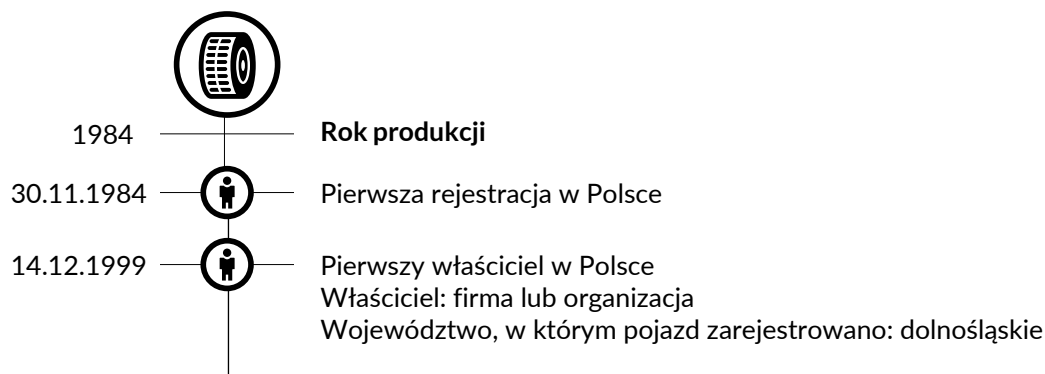 1984 Rok produkcji
30.11.1984 Pierwsza rejestracja w Polsce
14.12.1999 Pierwszy właściciel w Polsce
Właściciel: firma lub organizacja
Województwo, w którym pojazd zarejestrowano: dolnośląskie